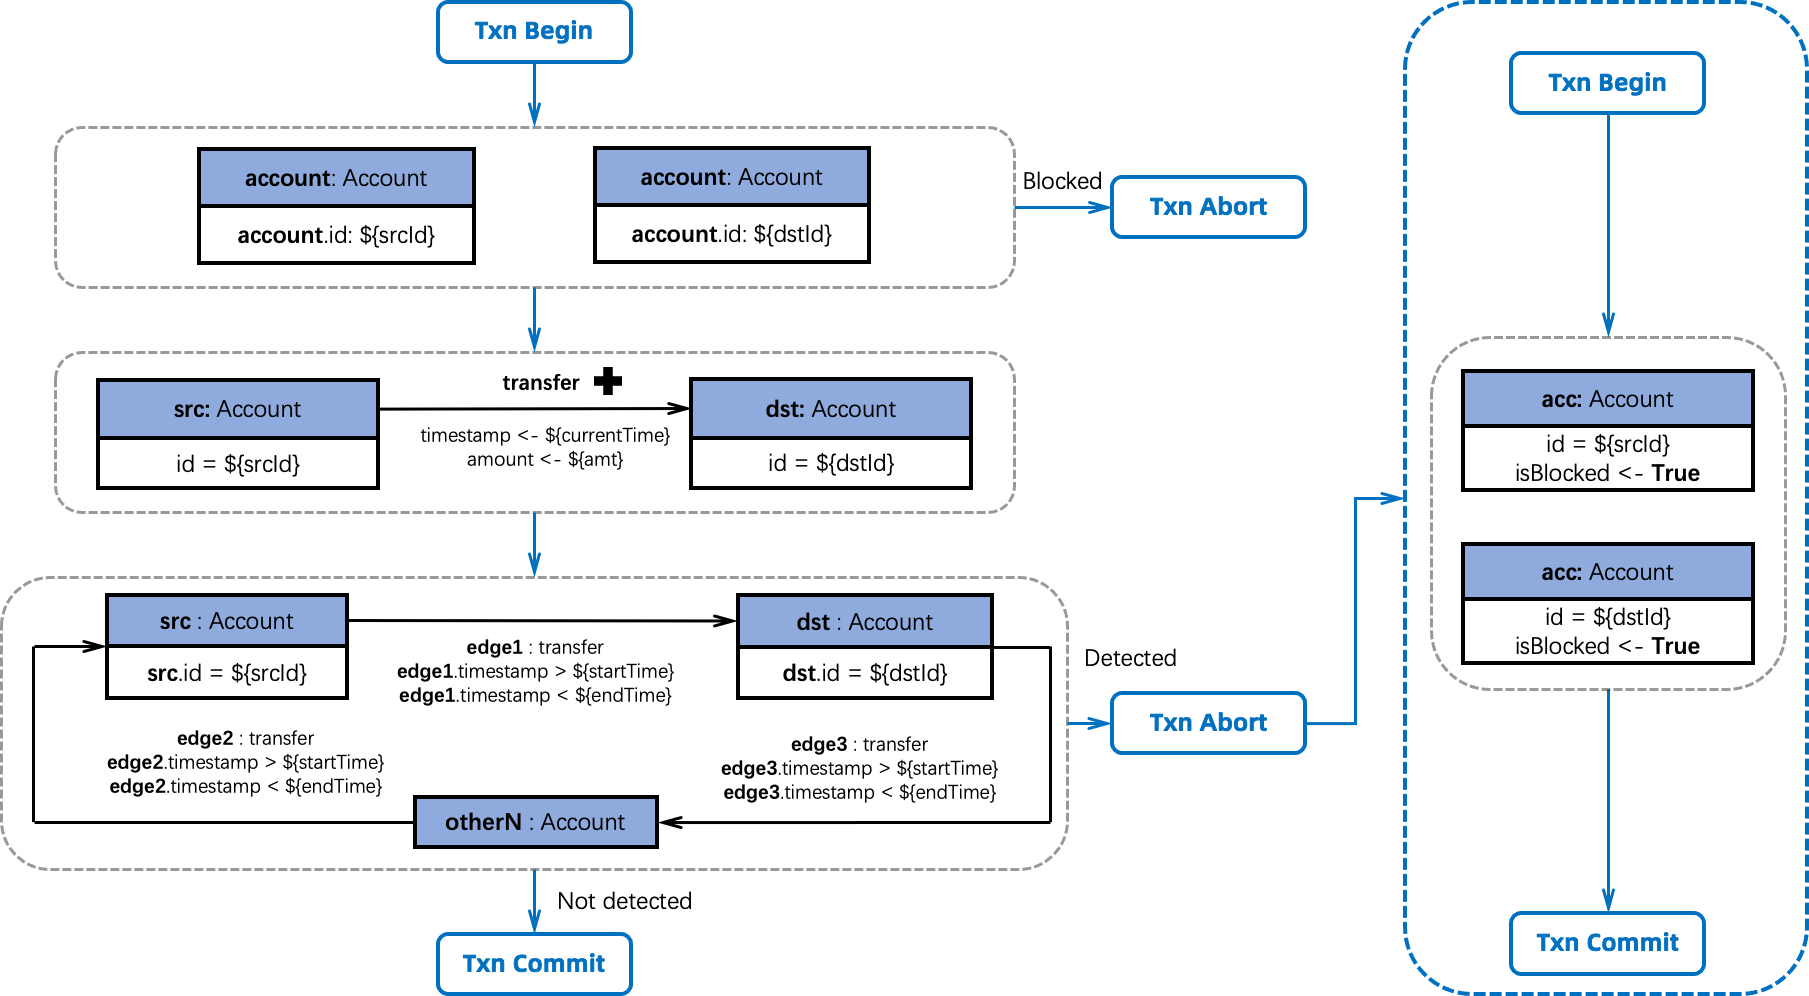 Txn Begin
account: Account
account.id: ${srcId}
account: Account
account.id: ${dstId}
Blocked
Txn Abort
transfer
src: Account
id = ${srcId}
timestamp <- ${currentTime}
amount <- ${amt}
dst: Account
id = ${dstId}
src : Account
src.id = ${srcId}
edge1 : transfer
edge1.timestamp > ${startTime}
edge1.timestamp < ${endTime}
dst : Account
dst.id = ${dstId}
edge2 : transfer
edge2.timestamp > ${startTime}
edge2.timestamp < ${endTime}
edge3 : transfer
edge3.timestamp > ${startTime}
edge3.timestamp < ${endTime}
otherN : Account
Detected
Txn Abort
Not detected
Txn Commit
Txn Begin
acc: Account
id = ${srcId}
isBlocked <- True
acc: Account
id = ${dstId}
isBlocked <- True
Txn Commit